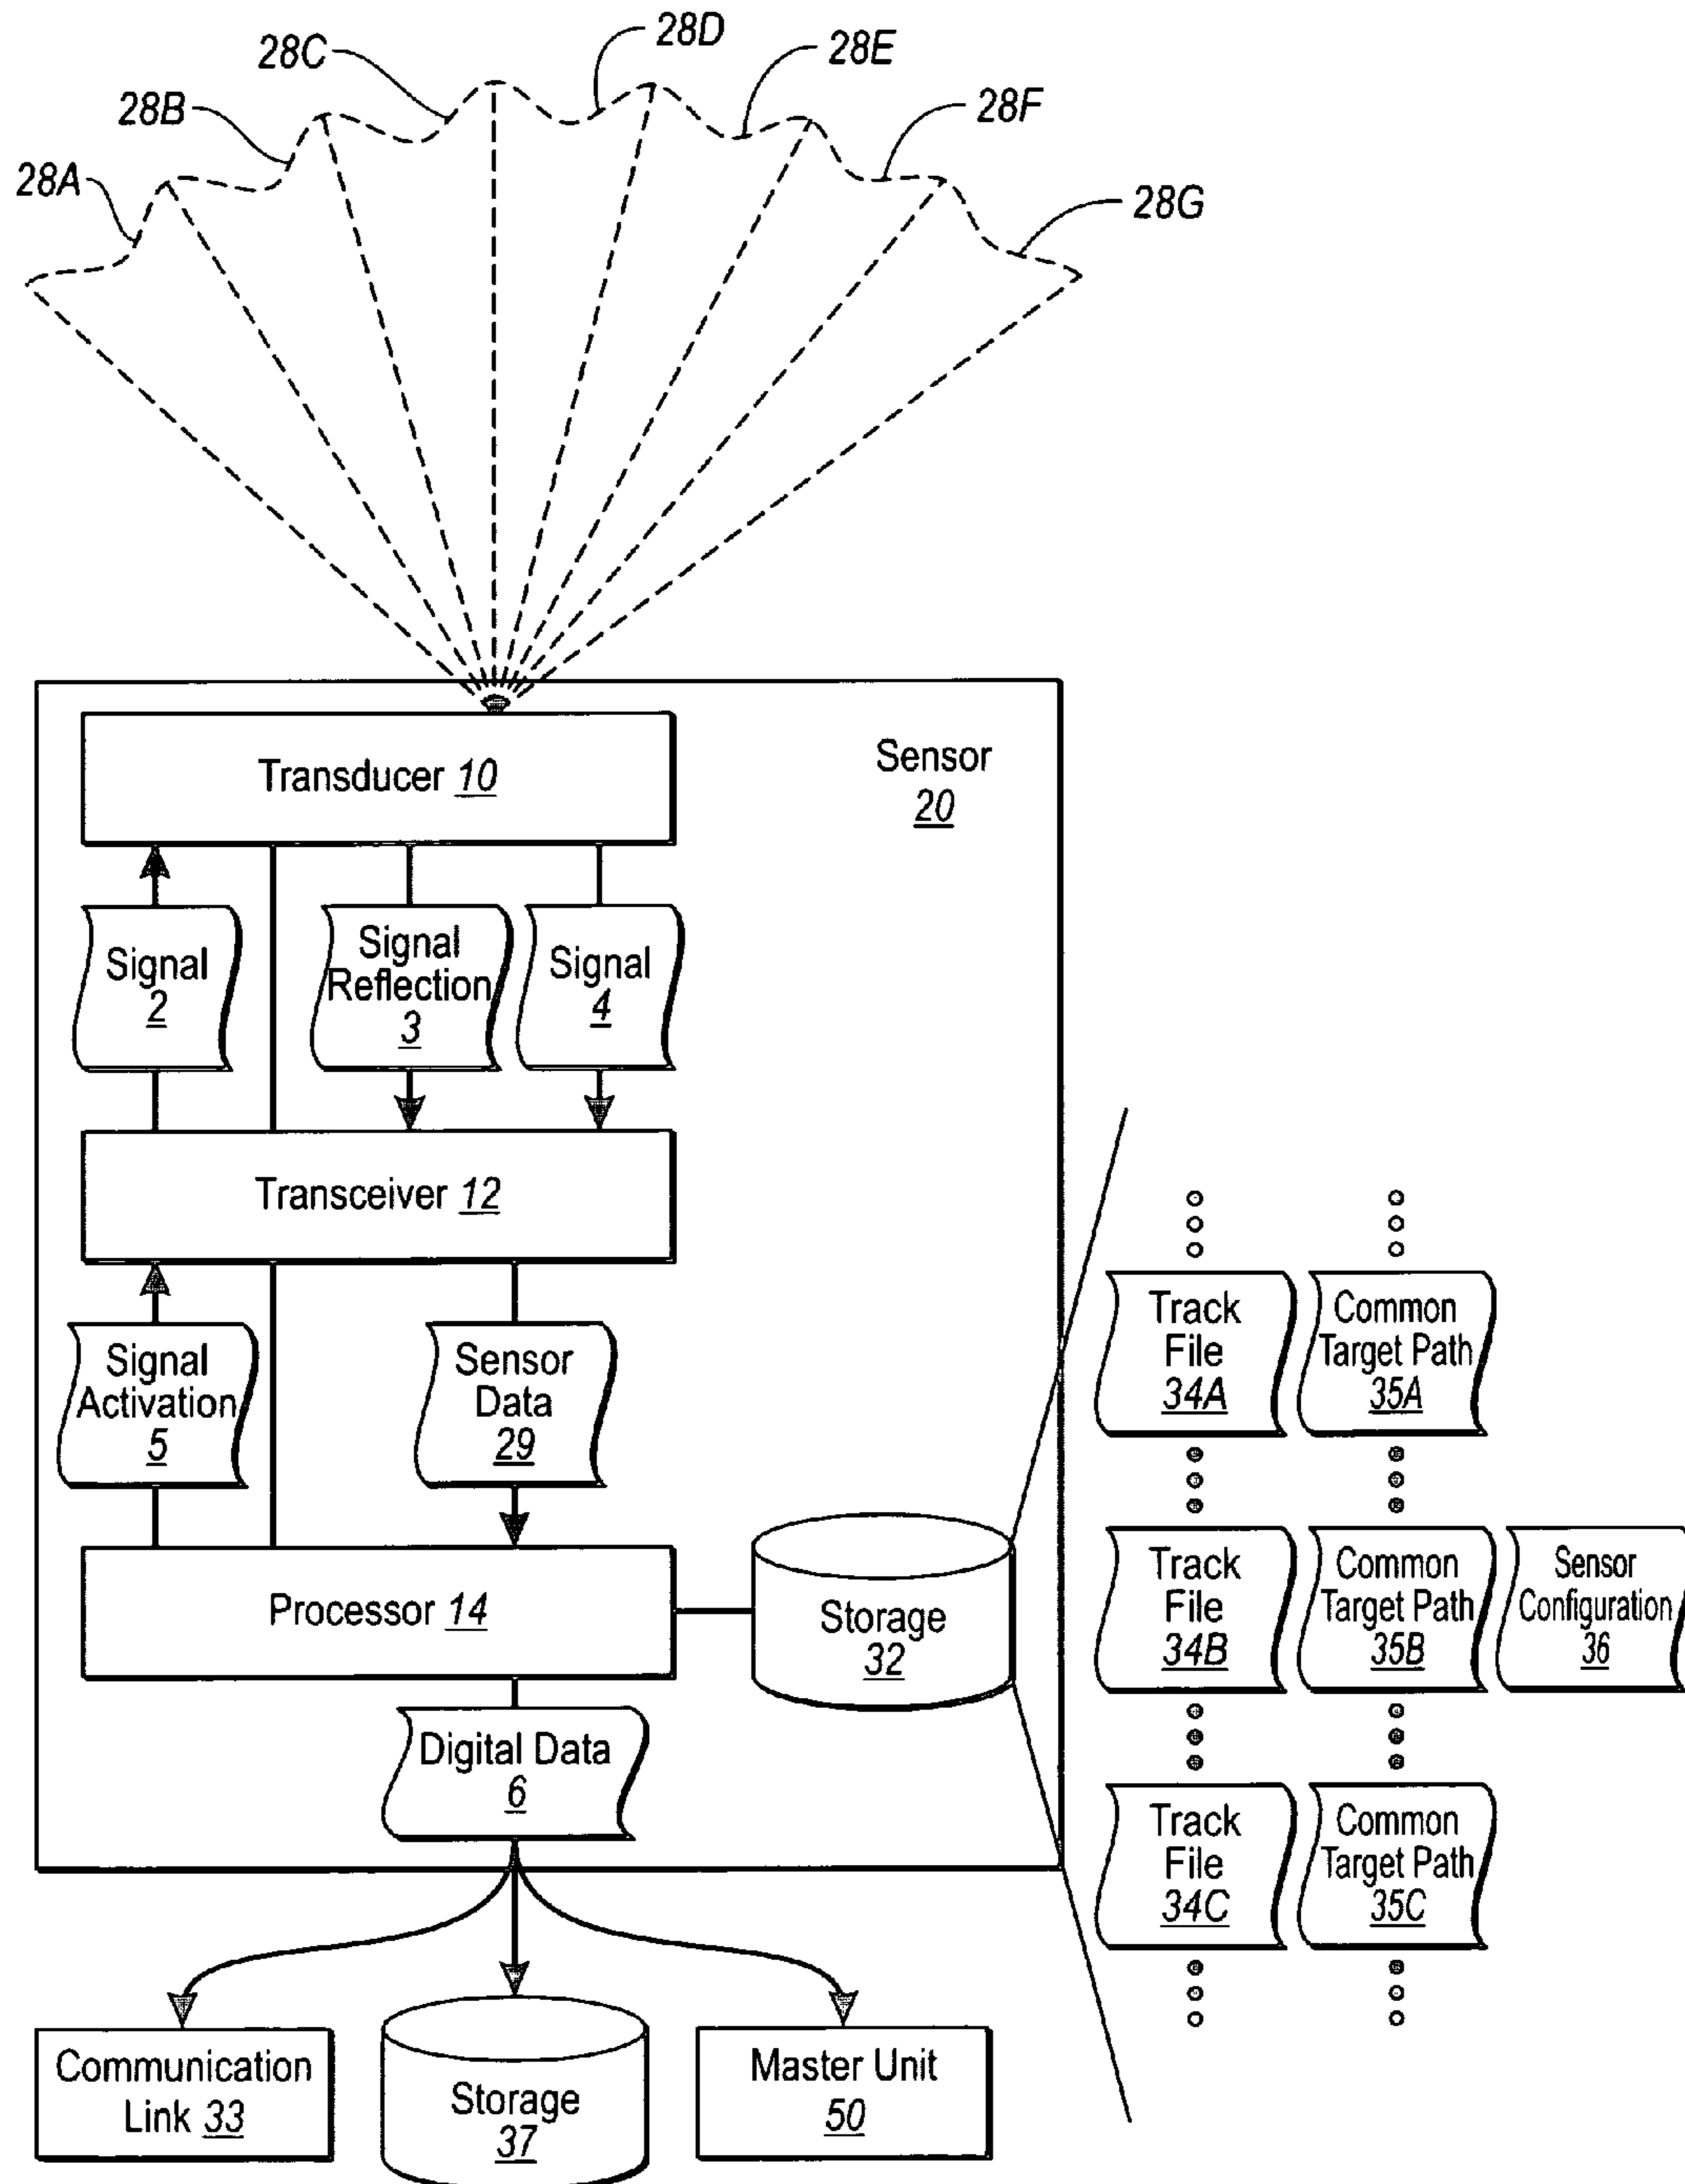 28D
28C
28E
28B
28F
28A
28G
Transducer 10
Sensor
20
Signal
2
Signal
Reflection
3
Signal
4
Transceiver 12
Signal
Activation
5
Sensor
Data
29
Track
File
34A
Common
Target Path
35A
Processor 14
Storage
32
Track
File
34B
Common
Target Path
35B
Sensor
Configuration
36
Digital Data
6
Track
File
34C
Common
Target Path
35C
Communication
Link 33
Storage
37
Master Unit
50